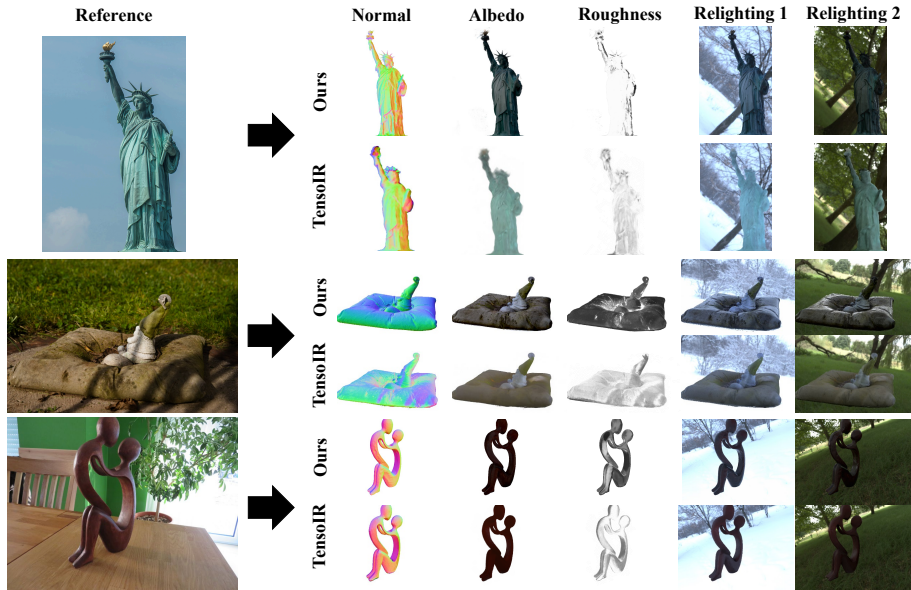 Reference
Normal
Albedo
Roughness
Relighting 1
Relighting 2
Ours
TensoIR
Ours
TensoIR
Ours
TensoIR